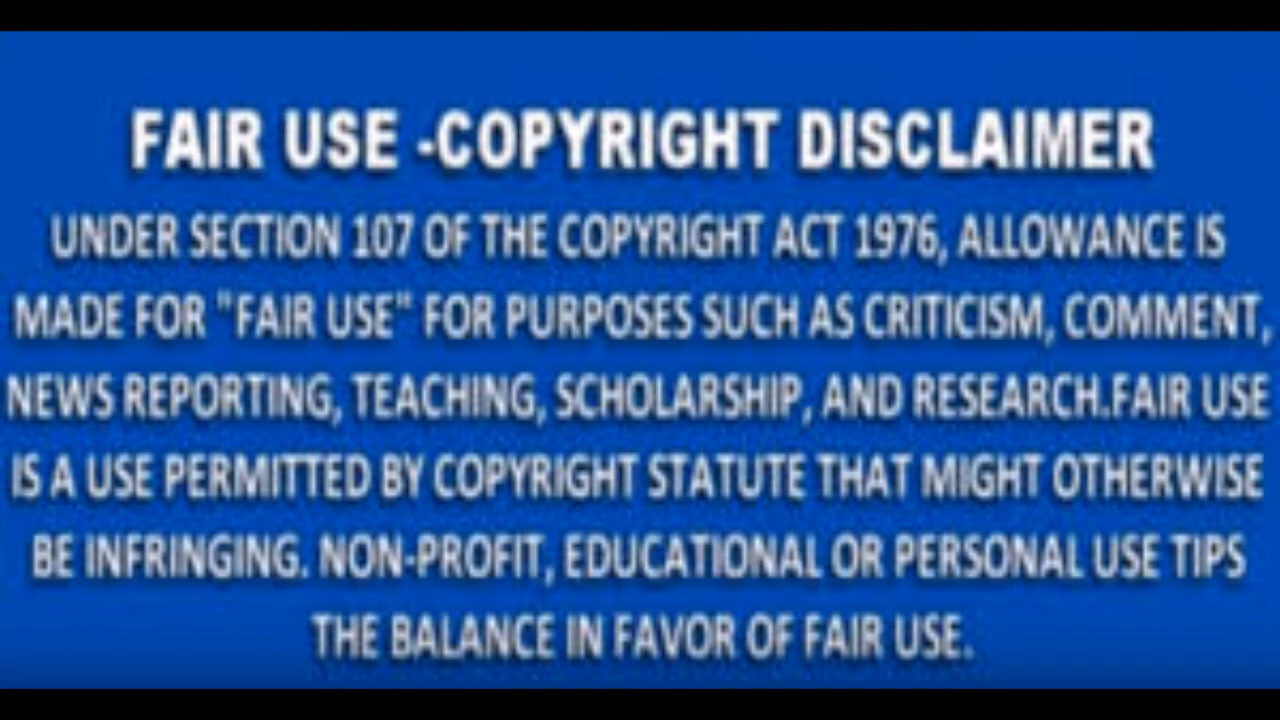 FAIR USE -COPYRIGHT DISCLAIMER
UNDER SECTION 107 OF THE COPYRIGHT ACT 1976, ALLOWANCE IS
MADE FOR "FAIR USE" FOR PURPOSES SUCH AS CRITICISM, COMMENT,
NEWS REPORTING, TEACHING, SCHOLARSHIP, AND RESEARCH.FAIR USE
IS A USE PERMITTED BY COPYRIGHT STATUTE THAT MIGHT OTHERWISE
BE INFRINGING. NON-PROFIT, EDUCATIONAL OR PERSONAL USE TIPS
THE BALANCE IN FAVOR OF FAIR USE.